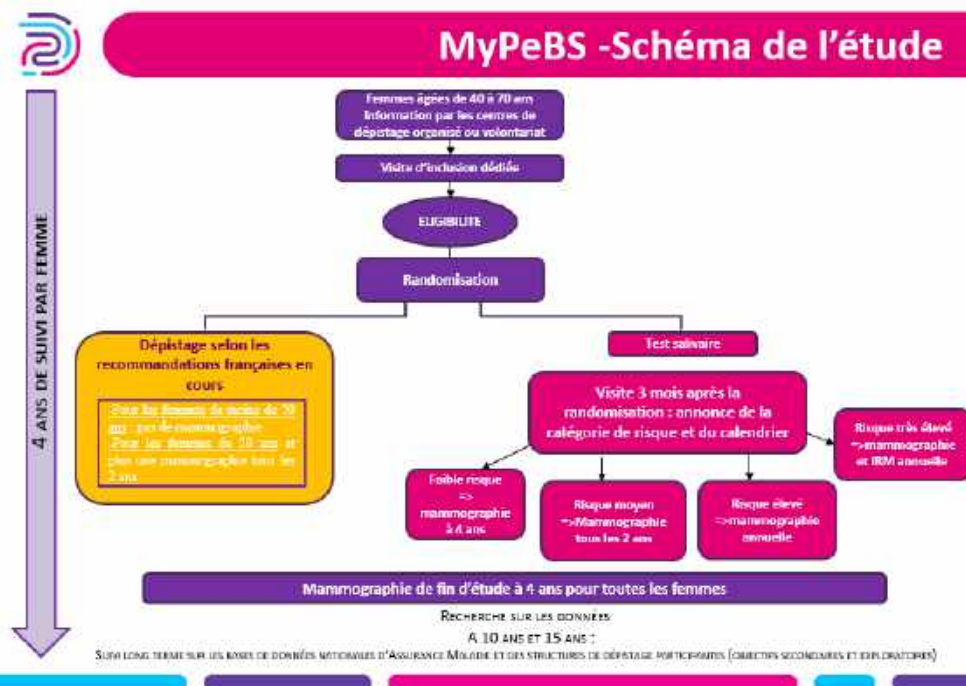 MyPeBS -Schéma de l'étude
4 ANS DE SUIVI PAR FEMME
Femmes âgées de 40 à 70 ans
Information par les centres de
dépistage organisé ou volontariat
Visite d'inclusion dédiée
ELIGIBILITE
Randomisation
Dépistage selon les
recommandations françaises en
cours
Pour les femmes de moins de 50
ans : pas de mammographie
Pour les femmes de 50 ans et
plus une mammographie tous les
2 ans
Test salivaire
Visite 3 mois après la
randomisation : annonce de la
catégorie de risque et du calendrier
Faible risque
=>
mammographie
à 4 ans
Risque moyen
=>Mammographie
tous les 2 ans
Risque élevé
=>mammographie
annuelle
Risque très élevé
=>mammographie
et IRM annuelle
Mammographie de fin d'étude à 4 ans pour toutes les femmes
RECHERCHE SUR LES DONNÉES
A 10 ANS ET 15 ANS :
SUIVI LONG TERME SUR LES BASES DE DONNÉES NATIONALES D'ASSURANCE MALADIE ET DES STRUCTURES DE DÉPISTAGE PARTICIPANTES (OBJECTIFS SECONDAIRES ET EXPLORATOIRES)